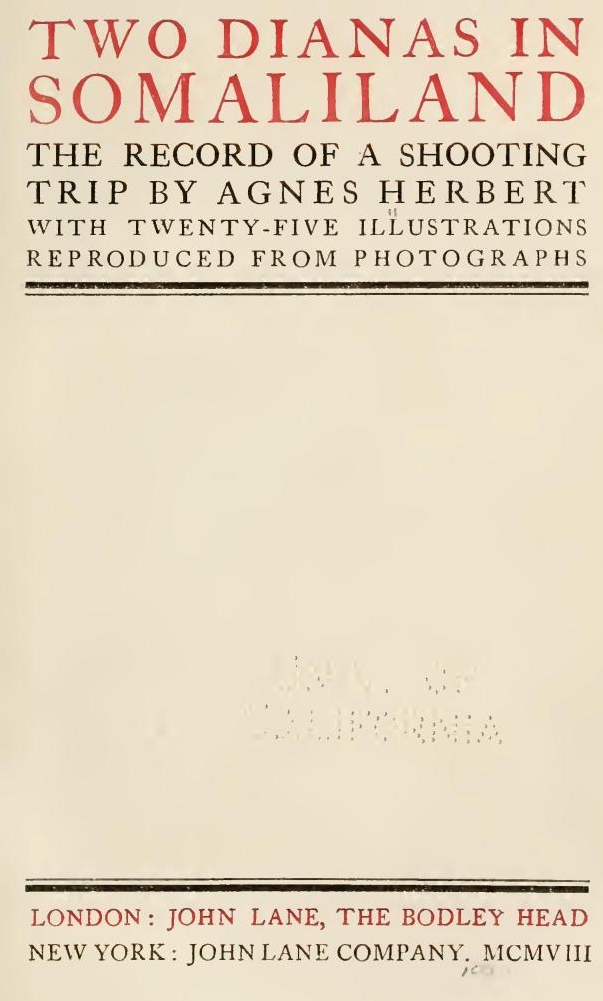 TWO DIANAS IN
SOMALILAND
THE RECORD OF A SHOOTING
TRIP BY AGNES HERBERT
WITH TWENTY-FIVE ILLUSTRATIONS
REPRODUCED FROM PHOTOGRAPHS
CALIFORNIA
LONDON: JOHN LANE, THE BODLEY HEAD
NEW YORK: JOHN LANE COMPANY. MCMVIII